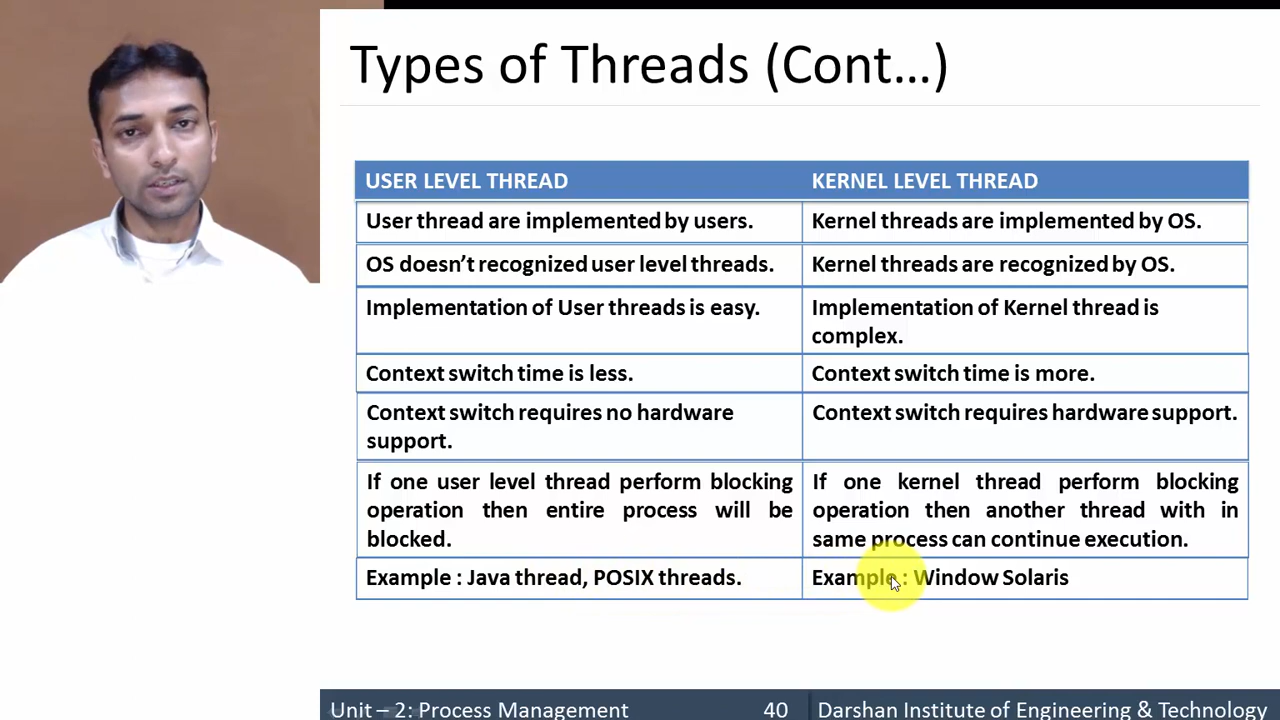 Types of Threads (Cont…)
USER LEVEL THREAD
KERNEL LEVEL THREAD
User thread are implemented by users.
Kernel threads are implemented by OS.
OS doesn’t recognized user level threads.
Kernel threads are recognized by OS.
Implementation of User threads is easy.
Implementation of Kernel thread is
complex.
Context switch time is less.
Context switch time is more.
Context switch requires no hardware
support.
Context switch requires hardware support.
If one user level thread perform blocking
operation then entire process will be
blocked.
If one kernel thread perform blocking
operation then another thread with in
same process can continue execution.
Example : Java thread, POSIX threads.
Example : Window Solaris
Unit – 2: Process Management
40
Darshan Institute of Engineering & Technology